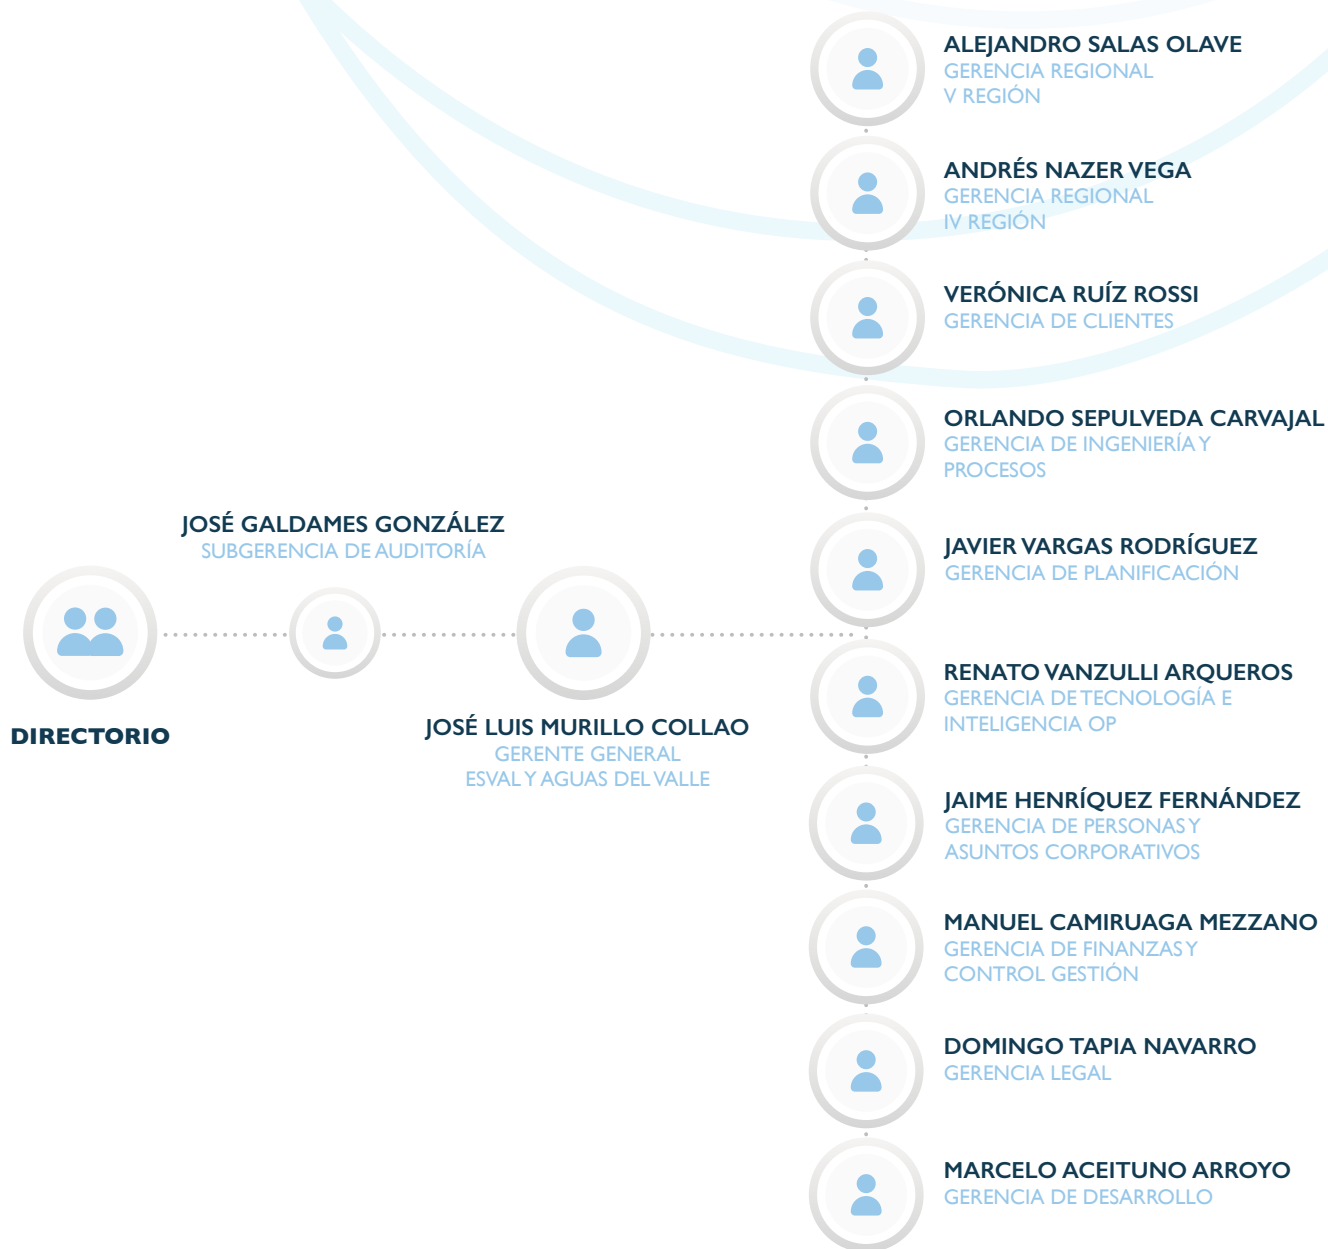 ALEJANDRO SALAS OLAVE
GERENCIA REGIONAL
V REGIÓN
ANDRÉS NAZER VEGA
GERENCIA REGIONAL
IV REGIÓN
VERÓNICA RUÍZ ROSSI
GERENCIA DE CLIENTES
ORLANDO SEPULVEDA CARVAJAL
GERENCIA DE INGENIERÍA Y
PROCESOS
JOSÉ GALDAMES GONZÁLEZ
SUBGERENCIA DE AUDITORÍA
JAVIER VARGAS RODRÍGUEZ
GERENCIA DE PLANIFICACIÓN
DIRECTORIO
JOSÉ LUIS MURILLO COLLAO
GERENTE GENERAL
ESVAL Y AGUAS DEL VALLE
RENATO VANZULLI ARQUEROS
GERENCIA DE TECNOLOGÍA E
INTELIGENCIA OP
JAIME HENRÍQUEZ FERNÁNDEZ
GERENCIA DE PERSONAS Y
ASUNTOS CORPORATIVOS
MANUEL CAMIRUAGA MEZZANO
GERENCIA DE FINANZAS Y
CONTROL GESTIÓN
DOMINGO TAPIA NAVARRO
GERENCIA LEGAL
MARCELO ACEITUNO ARROYO
GERENCIA DE DESARROLLO